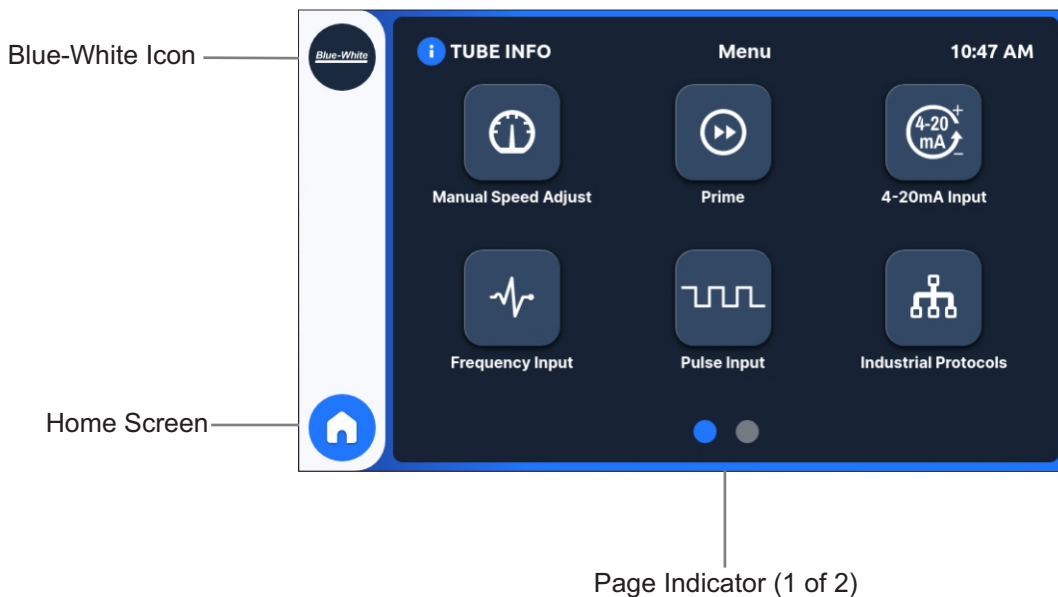 Blue-White Icon
Blue-White
TUBE INFO
Menu
10:47 AM
4-20
mA
Manual Speed Adjust
Prime
4-20mA Input
Frequency Input
Pulse Input
Industrial Protocols
Home Screen
Page Indicator (1 of 2)